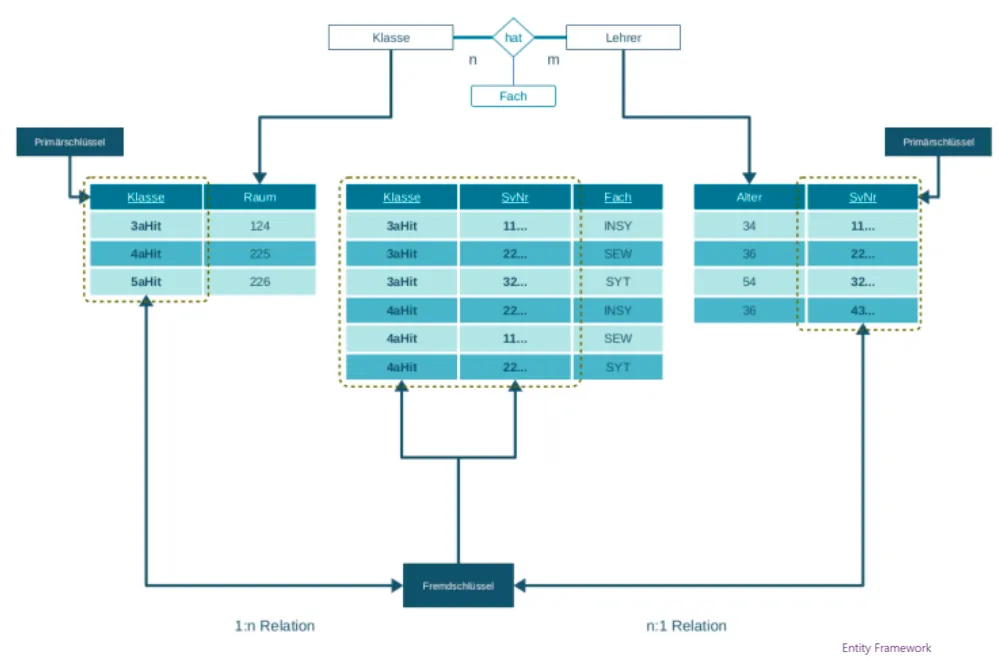 Klasse
hat
Lehrer
n
m
Fach
Primärschlüssel
Primärschlüssel
Klasse Raum
3aHit 124
4aHit 225
5aHit 226
Klasse SvNr Fach
3aHit 11... INSY
3aHit 22... SEW
3aHit 32... SYT
4aHit 22... INSY
4aHit 11... SEW
4aHit 22... SYT
Alter SvNr
34 11...
36 22...
54 32...
36 43...
Fremdschlüssel
1:n Relation
n:1 Relation
Entity Framework